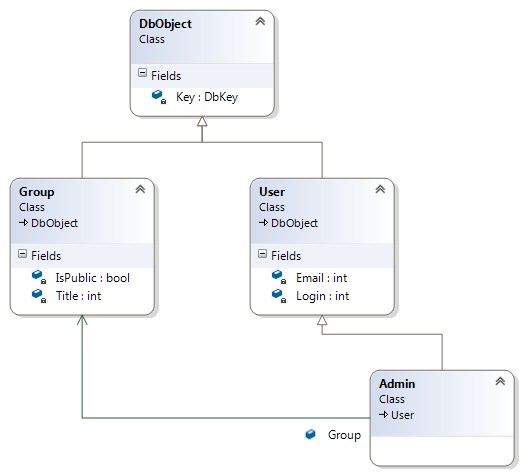 DbObject
Class
Fields
Key : DbKey
Group
Class
DbObject
Fields
IsPublic : bool
Title : int
User
Class
DbObject
Fields
Email : int
Login : int
Admin
Class
User
Group